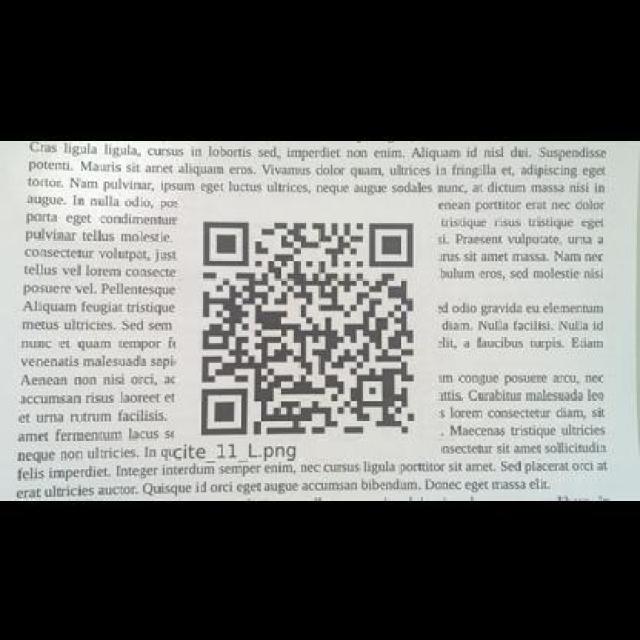 Cras ligula ligula, cursus in lobortis sed, imperdiet non enim. Aliquam id nisl dui. Suspendisse
potenti. Mauris sit amet aliquam eros. Vivamus dolor quam, ultrices in fringilla et, adipiscing eget
tortor. Nam pulvinar, ipsum eget luctus ultrices, neque augue sodales nunc, at dictum massa nisi in
augue. In nulla odio, pos enean porttitor erat nec dolor
porta eget condimentum tristique risus tristique eget
pulvinar tellus molestie. si. Praesent vulputate, urna a
consectetur volutpat, just rus sit amet massa. Nam nec
tellus vel lorem consecte bulum eros, sed molestie nisi
posuere vel. Pellentesque
Aliquam feugiat tristique d odio gravida eu elementum
metus ultricies. Sed sem diam. Nulla facilisi. Nulla id
nunc et quam tempor f elit, a faucibus turpis. Etiam
venenatis malesuada sapi
Aenean non nisi orci, ac um congue posuere arcu, nec
accumsan risus laoreet et ttis. Curabitur malesuada leo
et urna rutrum facilisis. s lorem consectetur diam, sit
amet fermentum lacus se . Maecenas tristique ultricies
neque non ultricies. In qu cite_11_L.png nsectetur sit amet sollicitudin
felis imperdiet. Integer interdum semper enim, nec cursus ligula porttitor sit amet. Sed placerat orci at
erat ultricies auctor. Quisque id orci eget augue accumsan bibendum. Donec eget massa elit.